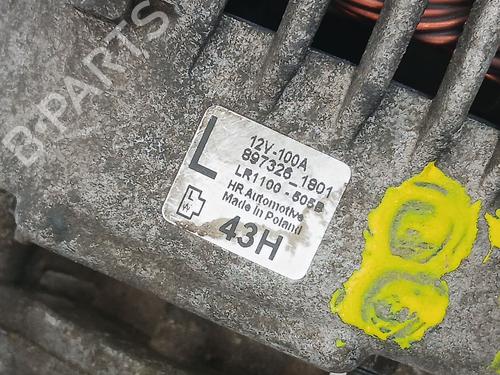 B-PARTS
L
12V-100A
897326_1801
LR1100-505B
HR Automotive
Made in Poland
L
W
43H